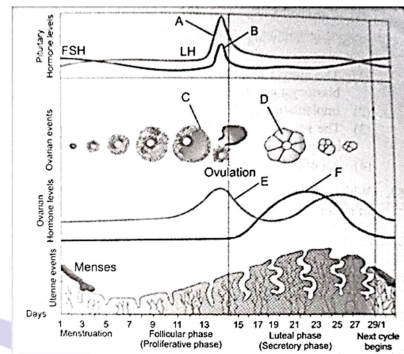 A
B
Pituitary
Hormone levels
FSH
LH
Ovarian events
C
D
Ovulation
Ovarian
Hormone levels
E
F
Uterine events
Menses
Days
1 3 5 7 9 11 13 15 17 19 21 23 25 27 29/1
Menstruation
Follicular phase
(Proliferative phase)
Luteal phase
(Secretory phase)
Next cycle
begins